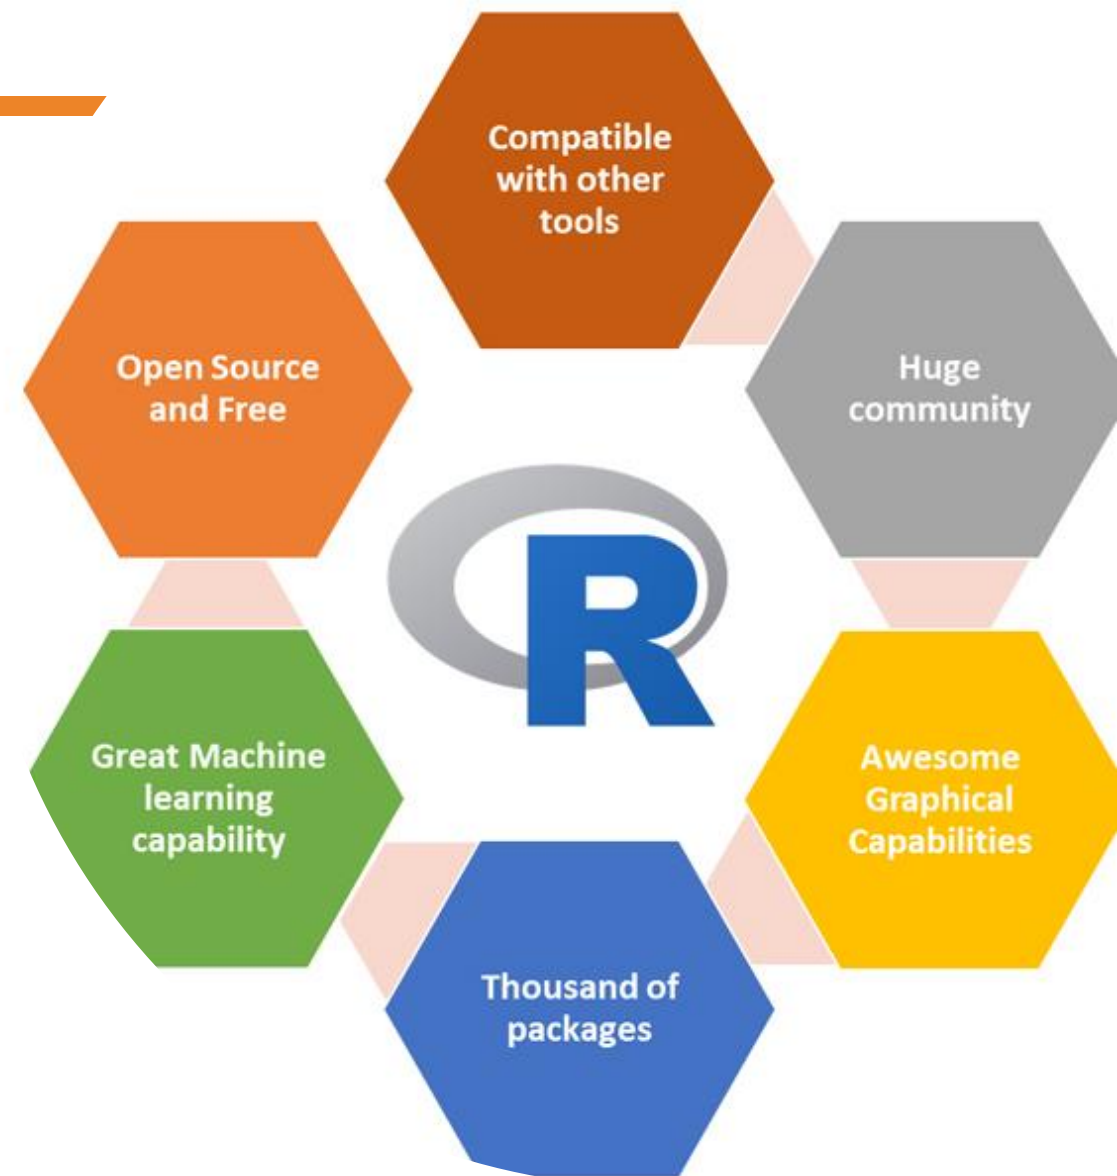 Compatible
with other
tools
Huge
community
Awesome
Graphical
Capabilities
Thousand of
packages
Great Machine
learning
capability
Open Source
and Free
R